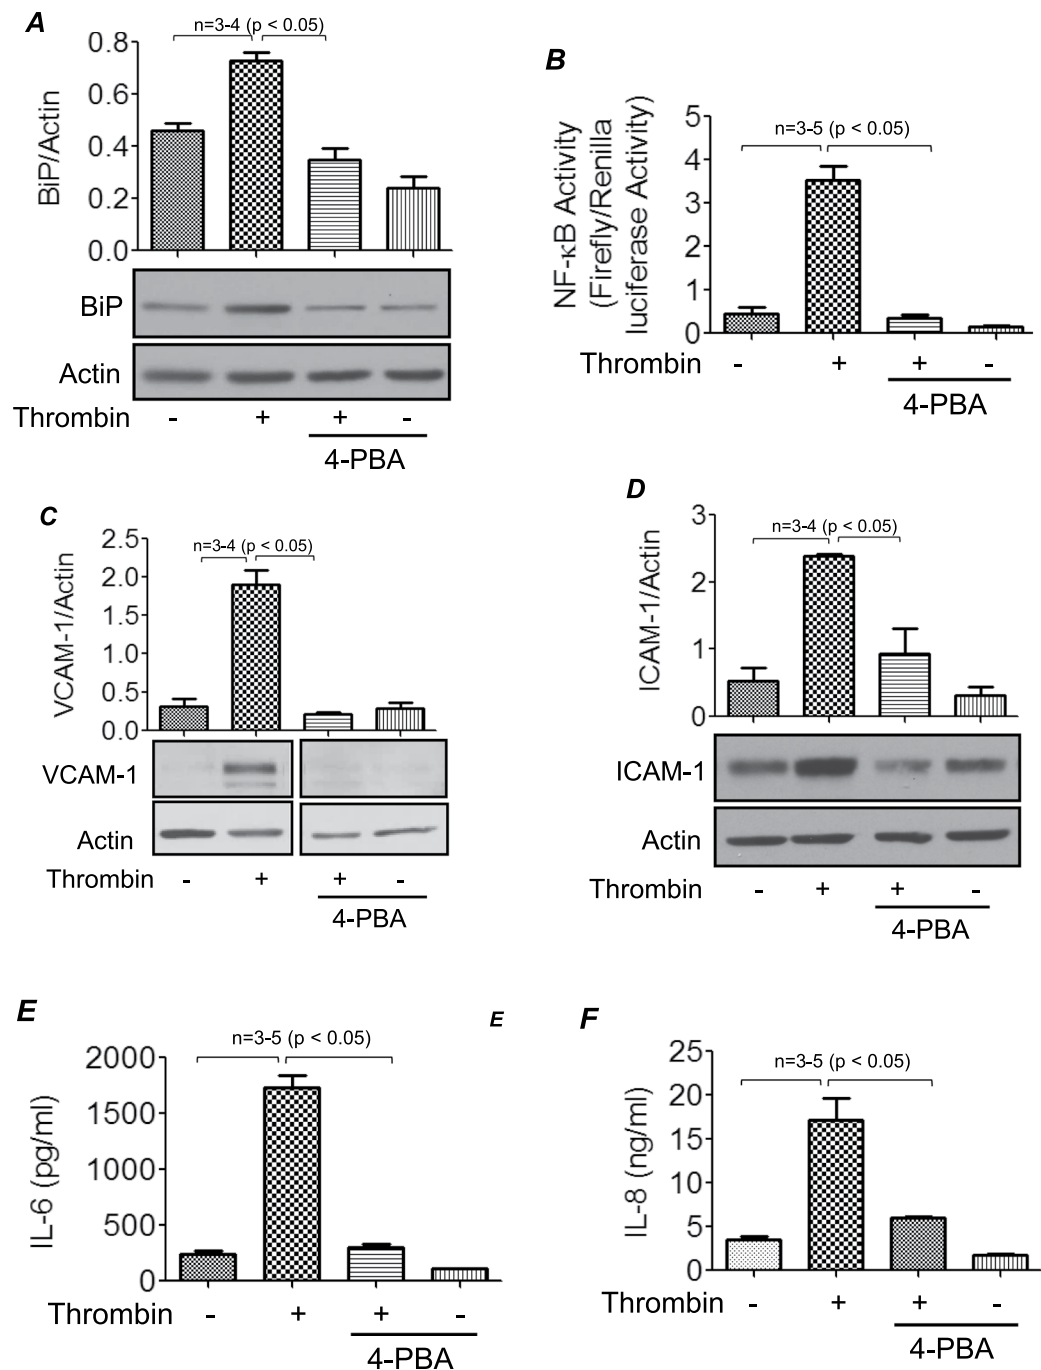 A
n=3-4 (p < 0.05)
0.8
0.6
0.4
0.2
0.0
BiP/Actin
BiP
Actin
Thrombin - + + -
4-PBA
B
n=3-5 (p < 0.05)
5
4
3
2
1
0
NF-κB Activity
(Firefly/Renilla
luciferase Activity)
Thrombin - + + -
4-PBA
C
n=3-4 (p < 0.05)
2.5
2.0
1.5
1.0
0.5
0.0
VCAM-1/Actin
VCAM-1
Actin
Thrombin - + + -
4-PBA
D
n=3-4 (p < 0.05)
3
2
1
0
ICAM-1/Actin
ICAM-1
Actin
Thrombin - + + -
4-PBA
E
n=3-5 (p < 0.05)
2000
1500
1000
500
0
IL-6 (pg/ml)
Thrombin - + + -
4-PBA
E
F
n=3-5 (p < 0.05)
25
20
15
10
5
0
IL-8 (ng/ml)
Thrombin - + + -
4-PBA